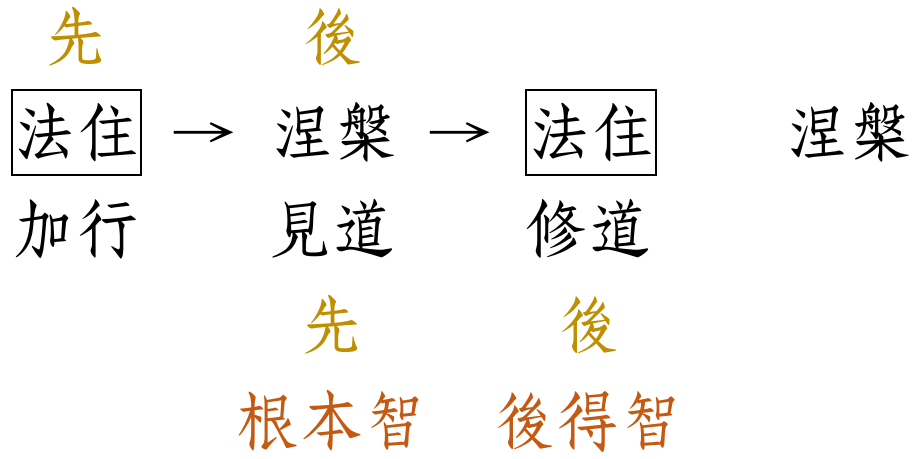 先 後
法住 → 涅槃 → 法住 涅槃
加行 見道 修道
先 後
根本智 後得智